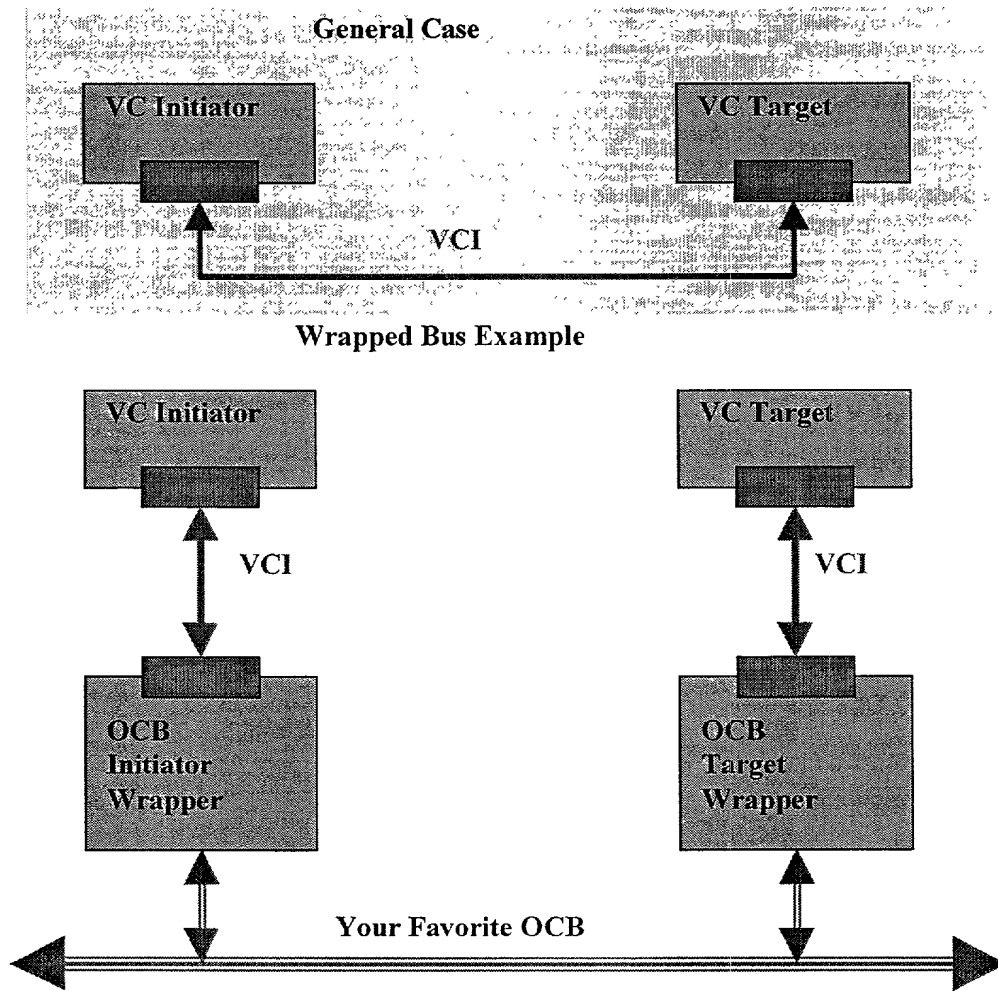 General Case
VC Initiator
VC Target
VCI
Wrapped Bus Example
VC Initiator
VC Target
VCI
VCI
OCB
Initiator
Wrapper
OCB
Target
Wrapper
Your Favorite OCB